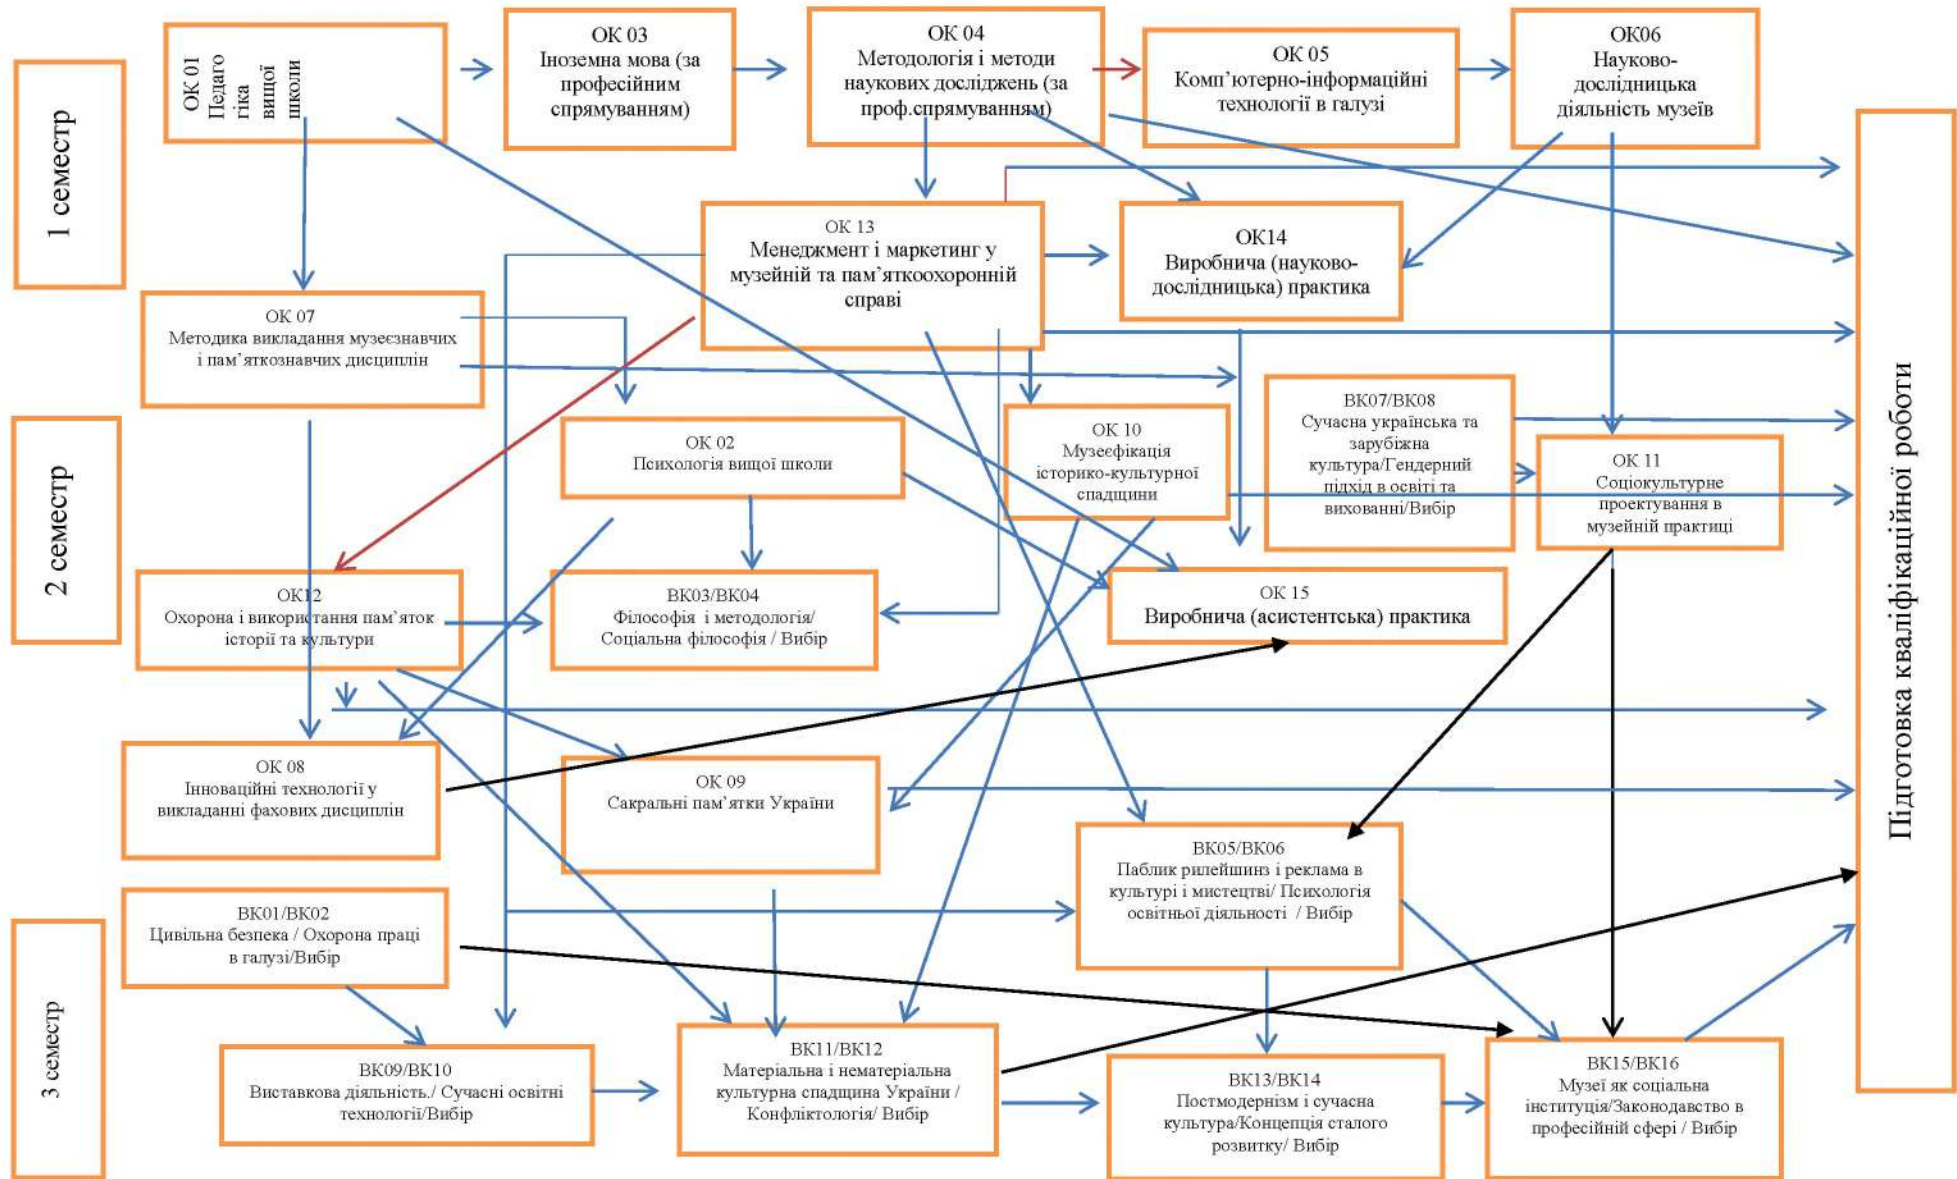 1 семестр
ОК 01
Педаго
гіка
вищої
школи
ОК 03
Іноземна мова (за
професійним
спрямуванням)
ОК 04
Методологія і методи
наукових досліджень (за
проф.спрямуванням)
ОК 05
Комп’ютерно-інформаційні
технології в галузі
ОК06
Науково-
дослідницька
діяльність музеїв
ОК 13
Менеджмент і маркетинг у
музейній та пам’яткоохоронній
справі
ОК14
Виробнича (науково-
дослідницька) практика
ОК 07
Методика викладання музеєзнавчих
і пам’яткознавчих дисциплін
2 семестр
ОК 02
Психологія вищої школи
ОК 10
Музеєфікація
історико-культурної
спадщини
ВК07/ВК08
Сучасна українська та
зарубіжна
культура/Гендерний
підхід в освіті та
вихованні/Вибір
ОК 11
Соціокультурне
проектування в
музейній практиці
ОК12
Охорона і використання пам’яток
історії та культури
ВК03/ВК04
Філософія і методологія/
Соціальна філософія / Вибір
ОК 15
Виробнича (асистентська) практика
ОК 08
Інноваційні технології у
викладанні фахових дисциплін
ОК 09
Сакральні пам’ятки України
ВК05/ВК06
Паблик рилейшинз і реклама в
культурі і мистецтві/ Психологія
освітньої діяльності / Вибір
3 семестр
ВК01/ВК02
Цивільна безпека / Охорона праці
в галузі/Вибір
ВК09/ВК10
Виставкова діяльність./ Сучасні освітні
технології/Вибір
ВК11/ВК12
Матеріальна і нематеріальна
культурна спадщина України /
Конфліктологія/ Вибір
ВК13/ВК14
Постмодернізм і сучасна
культура/Концепція сталого
розвитку/ Вибір
ВК15/ВК16
Музеї як соціальна
інституція/Законодавство в
професійній сфері / Вибір
Підготовка кваліфікаційної роботи